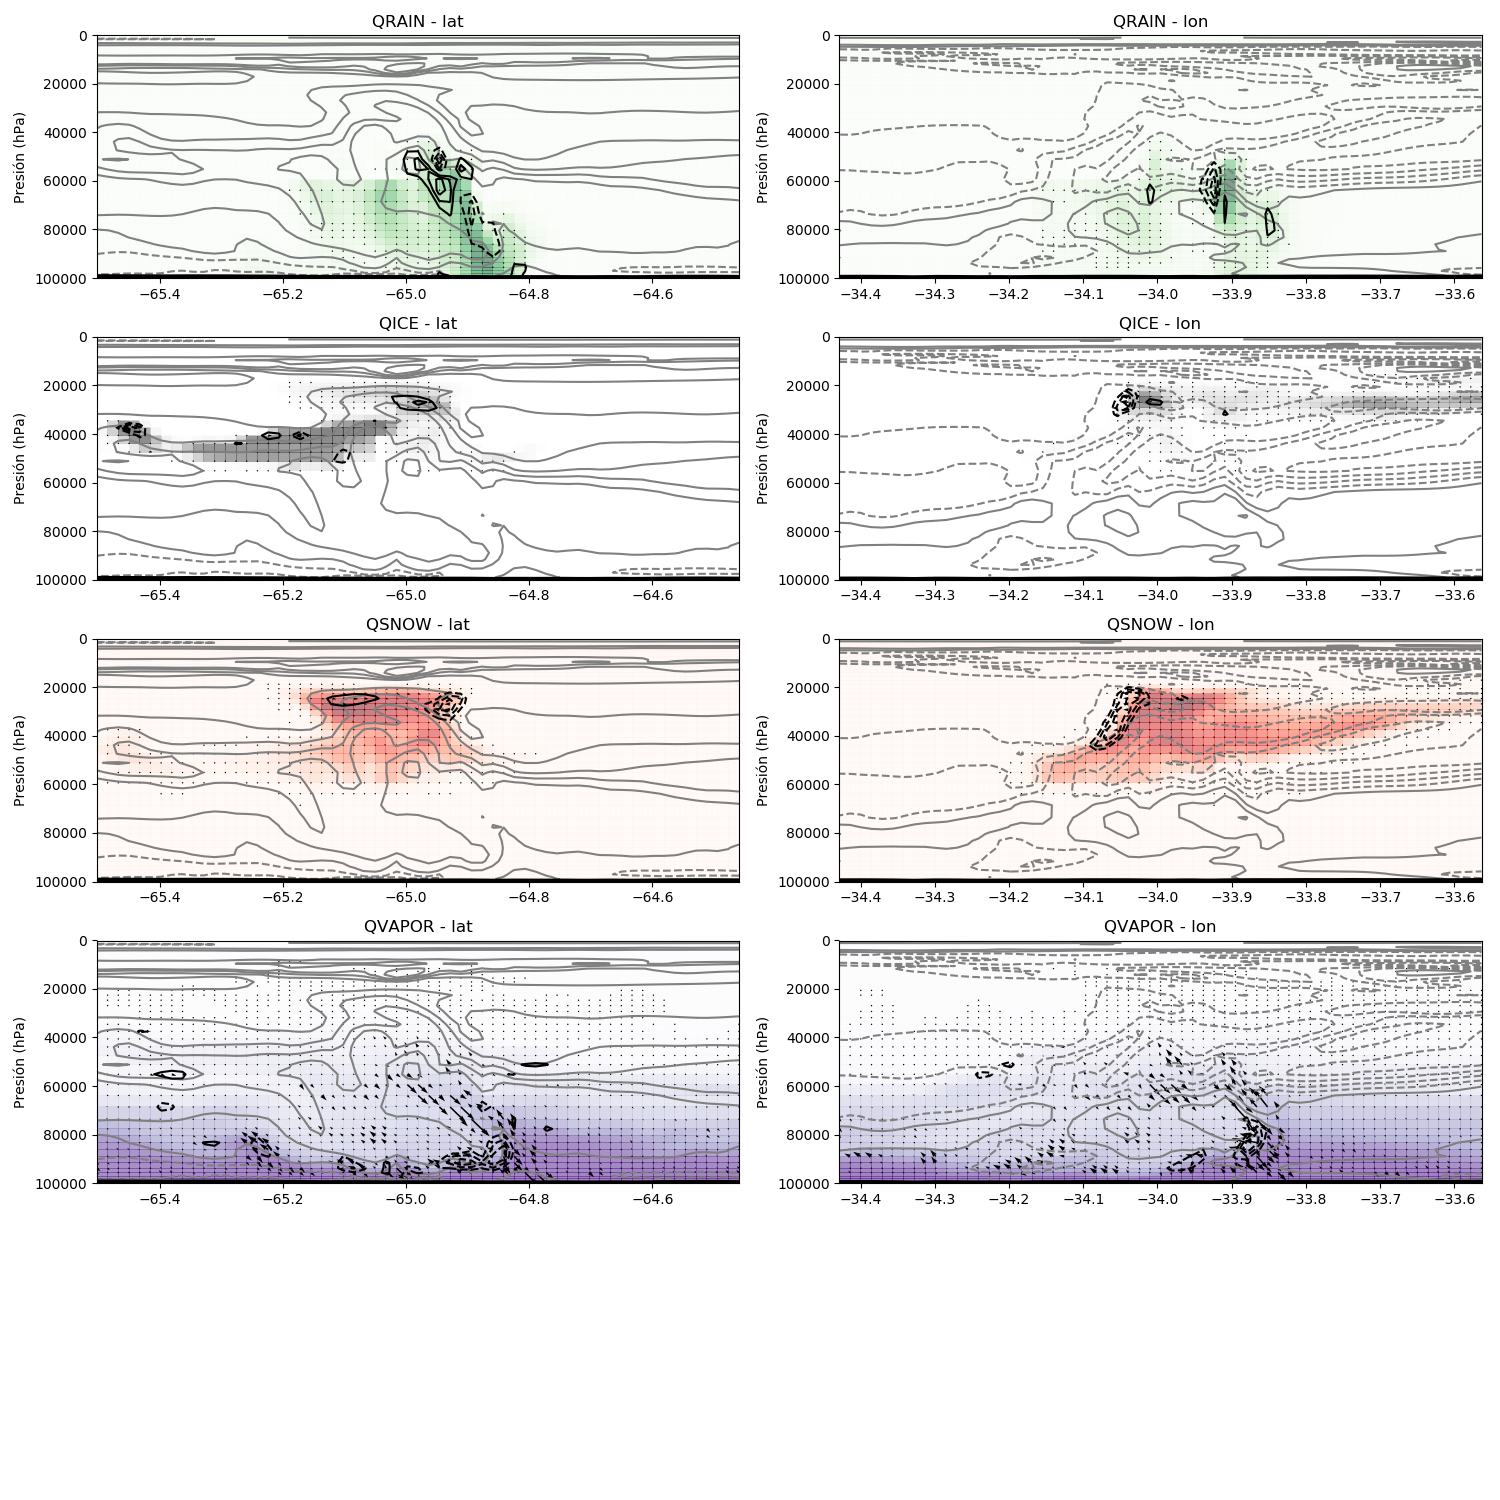 QRAIN - lat
Presión (hPa)
0
20000
40000
60000
80000
100000
−65.4 −65.2 −65.0 −64.8 −64.6
QRAIN - lon
Presión (hPa)
0
20000
40000
60000
80000
100000
−34.4 −34.3 −34.2 −34.1 −34.0 −33.9 −33.8 −33.7 −33.6
QICE - lat
Presión (hPa)
0
20000
40000
60000
80000
100000
−65.4 −65.2 −65.0 −64.8 −64.6
QICE - lon
Presión (hPa)
0
20000
40000
60000
80000
100000
−34.4 −34.3 −34.2 −34.1 −34.0 −33.9 −33.8 −33.7 −33.6
QSNOW - lat
Presión (hPa)
0
20000
40000
60000
80000
100000
−65.4 −65.2 −65.0 −64.8 −64.6
QSNOW - lon
Presión (hPa)
0
20000
40000
60000
80000
100000
−34.4 −34.3 −34.2 −34.1 −34.0 −33.9 −33.8 −33.7 −33.6
QVAPOR - lat
Presión (hPa)
0
20000
40000
60000
80000
100000
−65.4 −65.2 −65.0 −64.8 −64.6
QVAPOR - lon
Presión (hPa)
0
20000
40000
60000
80000
100000
−34.4 −34.3 −34.2 −34.1 −34.0 −33.9 −33.8 −33.7 −33.6